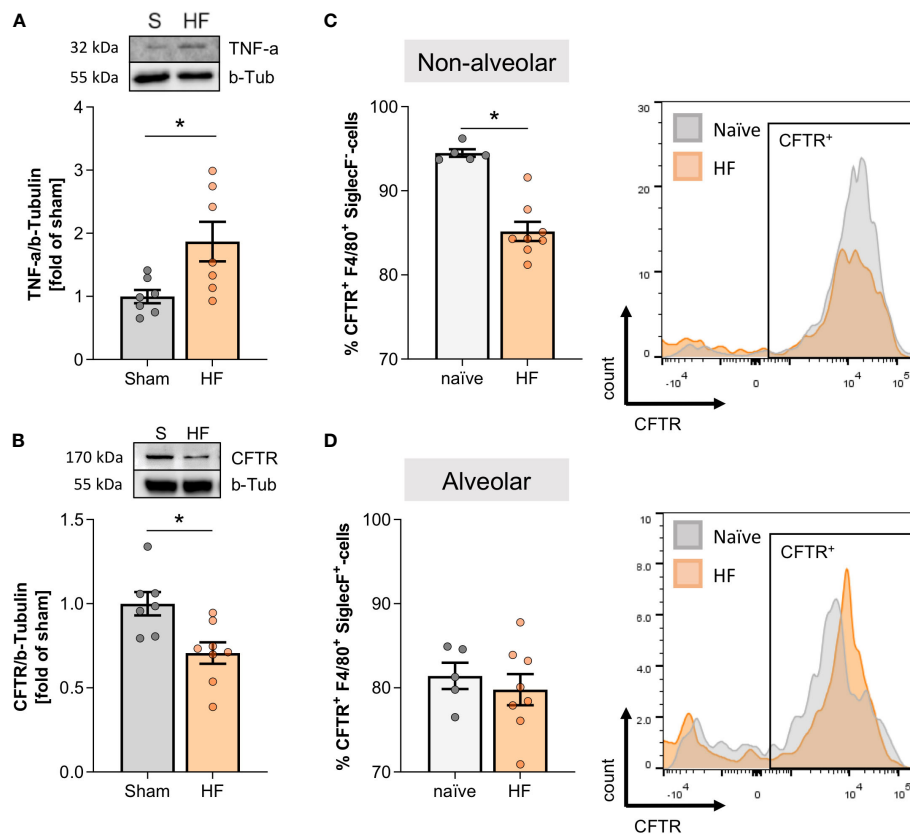 A
S HF
32 kDa TNF-a
55 kDa b-Tub
4
3
2
1
0
*
TNF-a/b-Tubulin
[fold of sham]
Sham HF
B
S HF
170 kDa CFTR
55 kDa b-Tub
1.5
1.0
0.5
0.0
*
CFTR/b-Tubulin
[fold of sham]
Sham HF
C
Non-alveolar
100
90
80
70
*
% CFTR⁺ F4/80⁺ SiglecF⁻-cells
naïve HF
30
20
10
0
Naïve
HF
CFTR⁺
-10⁴ 0 10⁴ 10⁵
count
CFTR
D
Alveolar
100
90
80
70
% CFTR⁺ F4/80⁺ SiglecF⁺-cells
naïve HF
10
8.0
6.0
4.0
2.0
0
Naïve
HF
CFTR⁺
-10⁴ 0 10⁴ 10⁵
count
CFTR